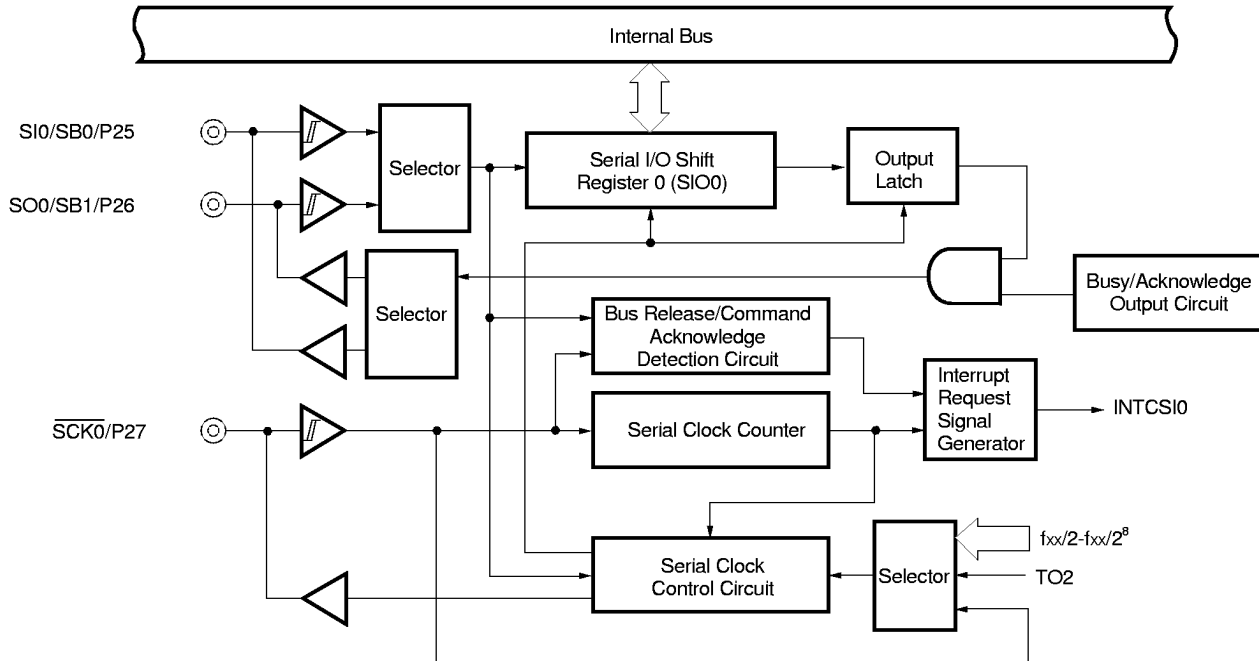 Internal Bus
SI0/SB0/P25
Selector
Serial I/O Shift
Register 0 (SIO0)
Output
Latch
SO0/SB1/P26
Selector
Busy/Acknowledge
Output Circuit
Bus Release/Command
Acknowledge
Detection Circuit
Interrupt
Request
Signal
Generator
INTCSI0
SCK0/P27
Serial Clock Counter
Serial Clock
Control Circuit
Selector
fxx/2-fxx/2⁸
TO2